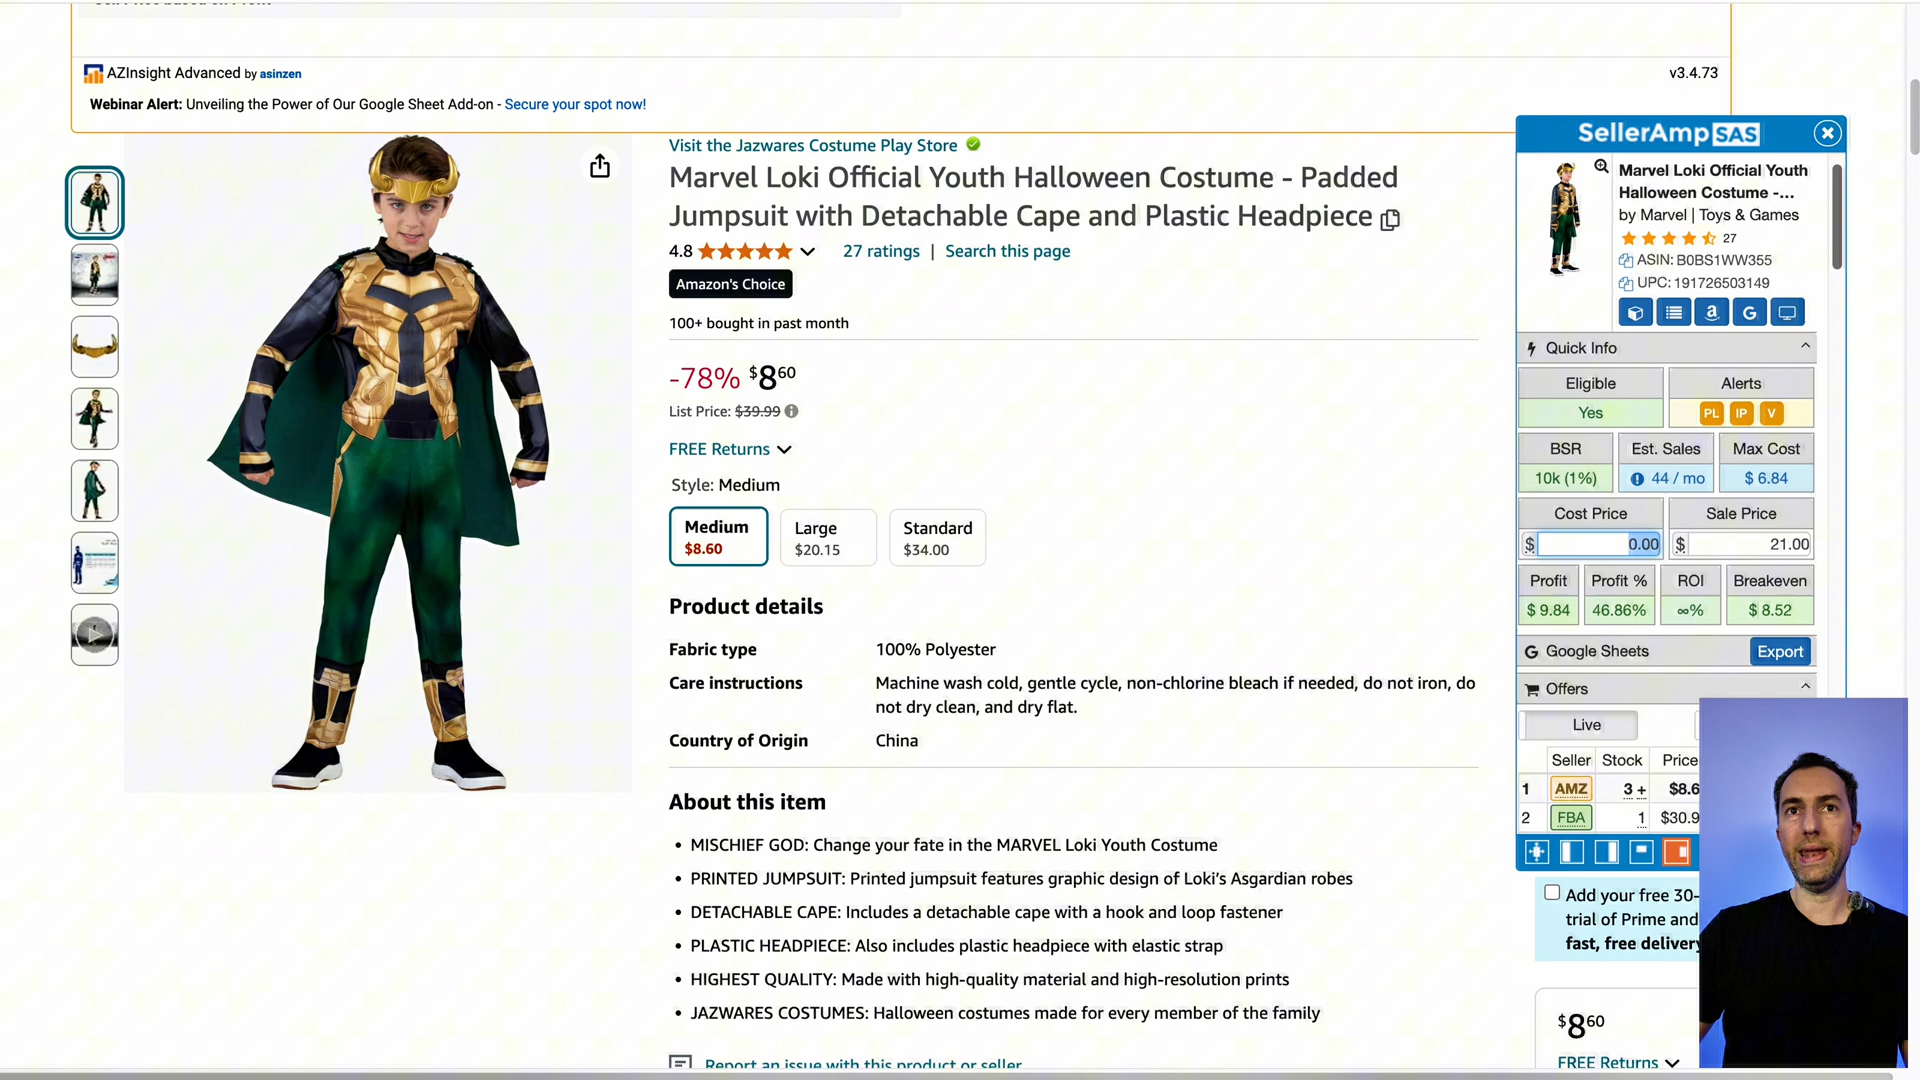 AZInsight Advanced by asinzen
v3.4.73
Webinar Alert: Unveiling the Power of Our Google Sheet Add-on - Secure your spot now!
Visit the Jazwares Costume Play Store
Marvel Loki Official Youth Halloween Costume - Padded
Jumpsuit with Detachable Cape and Plastic Headpiece
4.8
27 ratings | Search this page
Amazon's Choice
100+ bought in past month
-78% $8 60
List Price: $39.99
FREE Returns
Style: Medium
Medium Large Standard
$8.60 $20.15 $34.00
Product details
Fabric type 100% Polyester
Care instructions Machine wash cold, gentle cycle, non-chlorine bleach if needed, do not iron, do
not dry clean, and dry flat.
Country of Origin China
About this item
• MISCHIEF GOD: Change your fate in the MARVEL Loki Youth Costume
• PRINTED JUMPSUIT: Printed jumpsuit features graphic design of Loki’s Asgardian robes
• DETACHABLE CAPE: Includes a detachable cape with a hook and loop fastener
• PLASTIC HEADPIECE: Also includes plastic headpiece with elastic strap
• HIGHEST QUALITY: Made with high-quality material and high-resolution prints
• JAZWARES COSTUMES: Halloween costumes made for every member of the family
Report an issue with this product or seller
SellerAmp SAS
Marvel Loki Official Youth
Halloween Costume -...
by Marvel | Toys & Games
27
ASIN: B0BS1WW355
UPC: 191726503149
Quick Info
Eligible Alerts
Yes PL IP V
BSR Est. Sales Max Cost
10k (1%) 44 / mo $ 6.84
Cost Price Sale Price
$ 0.00 $ 21.00
Profit Profit % ROI Breakeven
$ 9.84 46.86% ∞% $ 8.52
Google Sheets Export
Offers
Live
Seller Stock Price
1 AMZ 3 + $8.6
2 FBA 1 $30.9
Add your free 30-
trial of Prime and
fast, free delivery
$8 60
FREE Returns